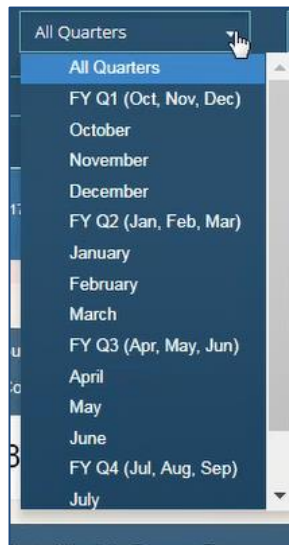 All Quarters
All Quarters
FY Q1 (Oct, Nov, Dec)
October
November
December
FY Q2 (Jan, Feb, Mar)
January
February
March
FY Q3 (Apr, May, Jun)
April
May
June
FY Q4 (Jul, Aug, Sep)
July